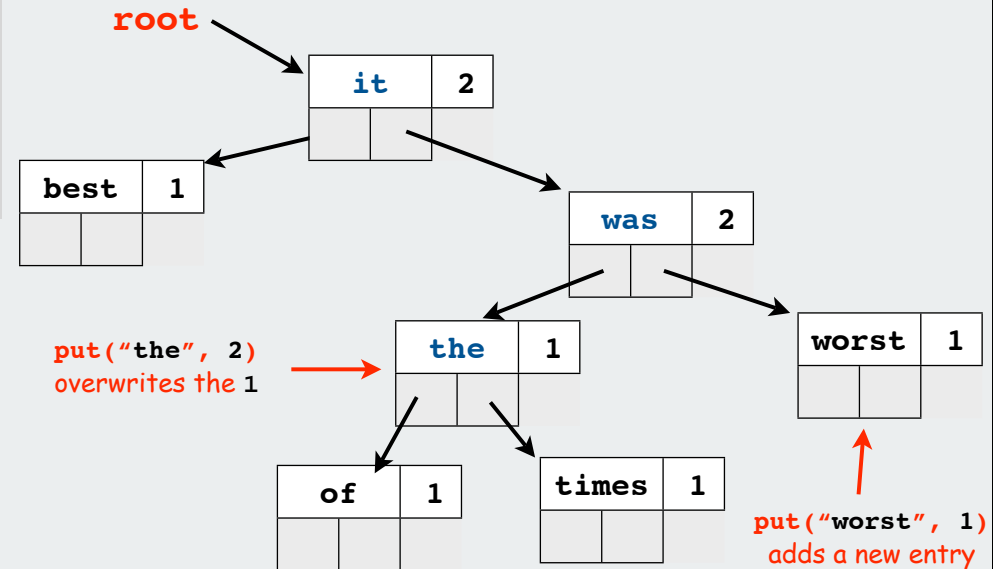 root
it 2
best 1
was 2
the 1
worst 1
put(“the”, 2)
overwrites the 1
of 1
times 1
put(“worst”, 1)
adds a new entry